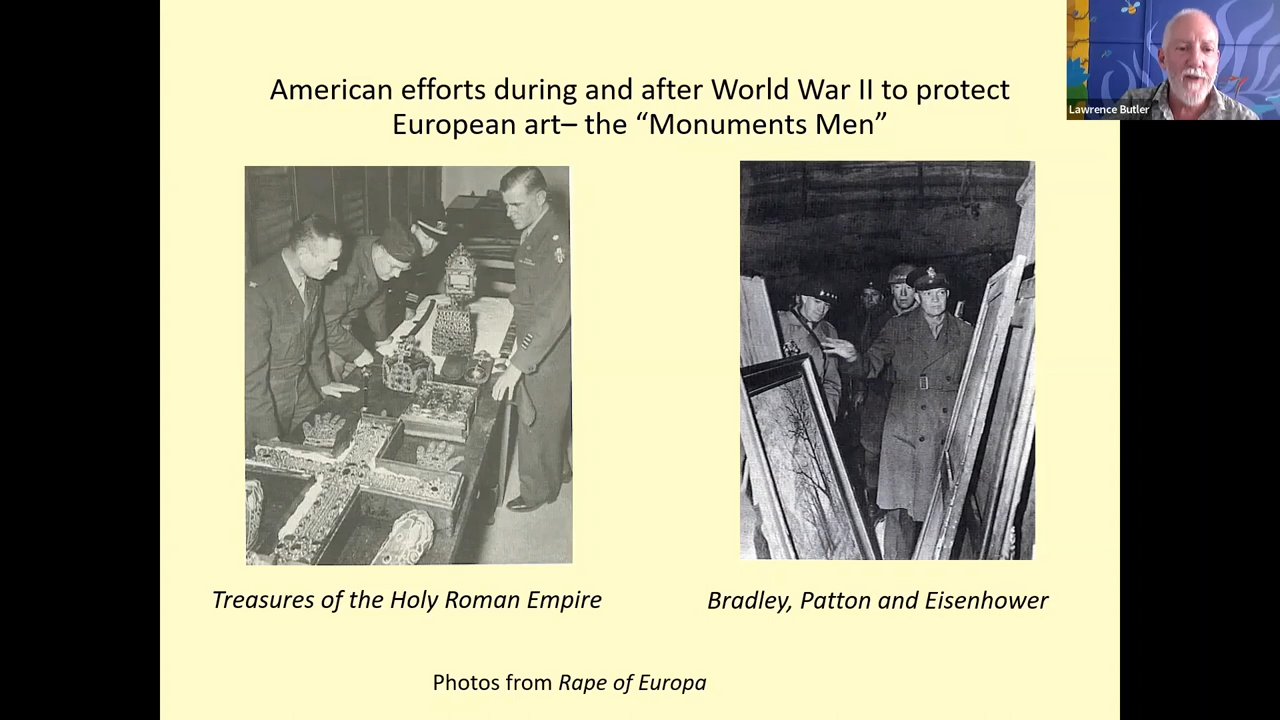 American efforts during and after World War II to protect
European art– the “Monuments Men”
Lawrence Butler
Treasures of the Holy Roman Empire
Bradley, Patton and Eisenhower
Photos from Rape of Europa